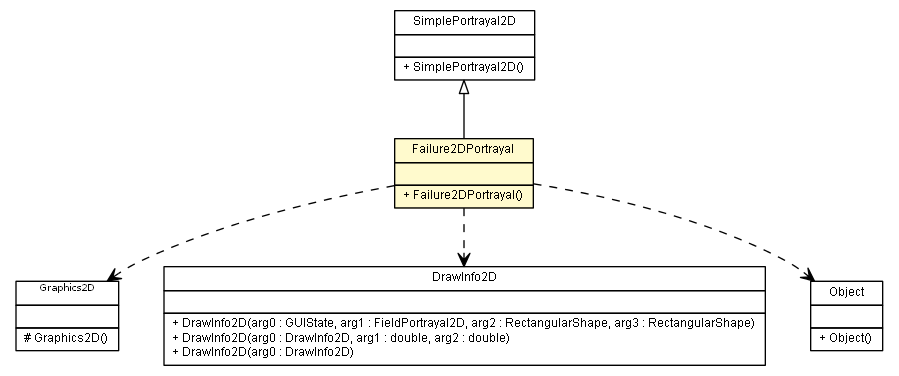 SimplePortrayal2D
+ SimplePortrayal2D()
Failure2DPortrayal
+ Failure2DPortrayal()
Graphics2D
# Graphics2D()
DrawInfo2D
+ DrawInfo2D(arg0 : GUIState, arg1 : FieldPortrayal2D, arg2 : RectangularShape, arg3 : RectangularShape)
+ DrawInfo2D(arg0 : DrawInfo2D, arg1 : double, arg2 : double)
+ DrawInfo2D(arg0 : DrawInfo2D)
Object
+ Object()